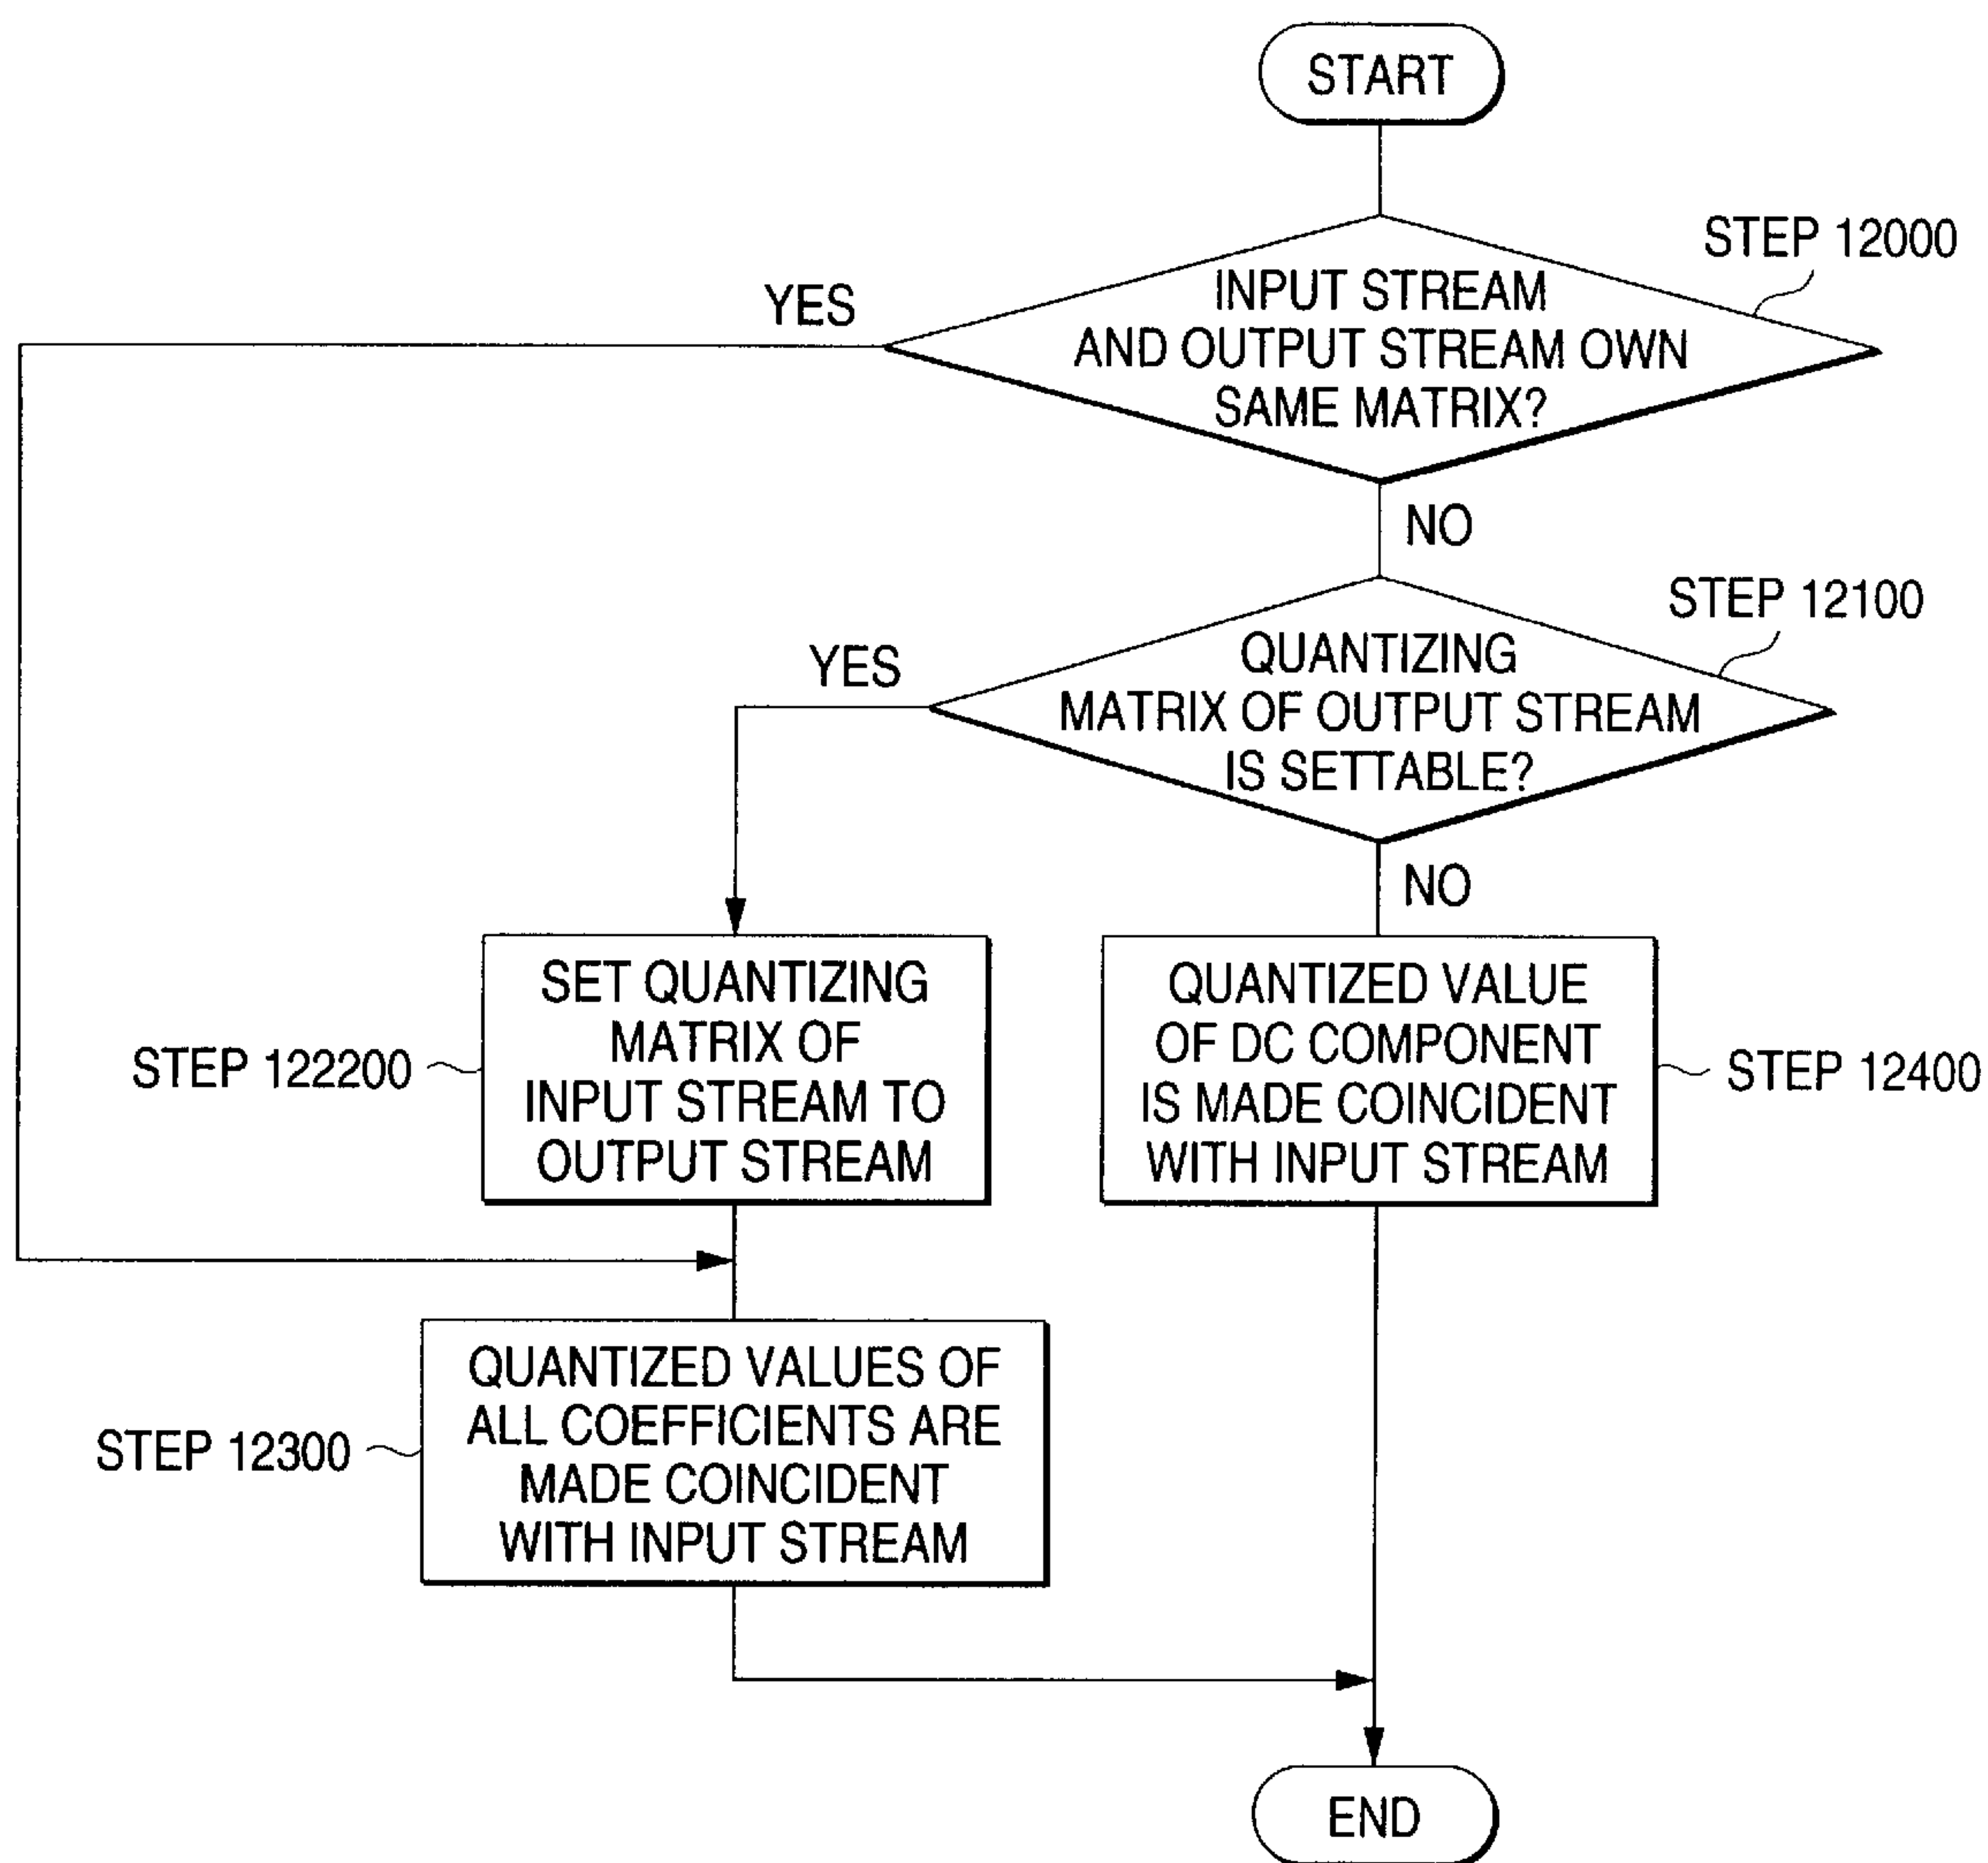 START
STEP 12000
INPUT STREAM
AND OUTPUT STREAM OWN
SAME MATRIX?
YES
NO
STEP 12100
QUANTIZING
MATRIX OF OUTPUT STREAM
IS SETTABLE?
YES
NO
SET QUANTIZING
MATRIX OF
INPUT STREAM TO
OUTPUT STREAM
STEP 122200
QUANTIZED VALUE
OF DC COMPONENT
IS MADE COINCIDENT
WITH INPUT STREAM
STEP 12400
QUANTIZED VALUES OF
ALL COEFFICIENTS ARE
MADE COINCIDENT
WITH INPUT STREAM
STEP 12300
END